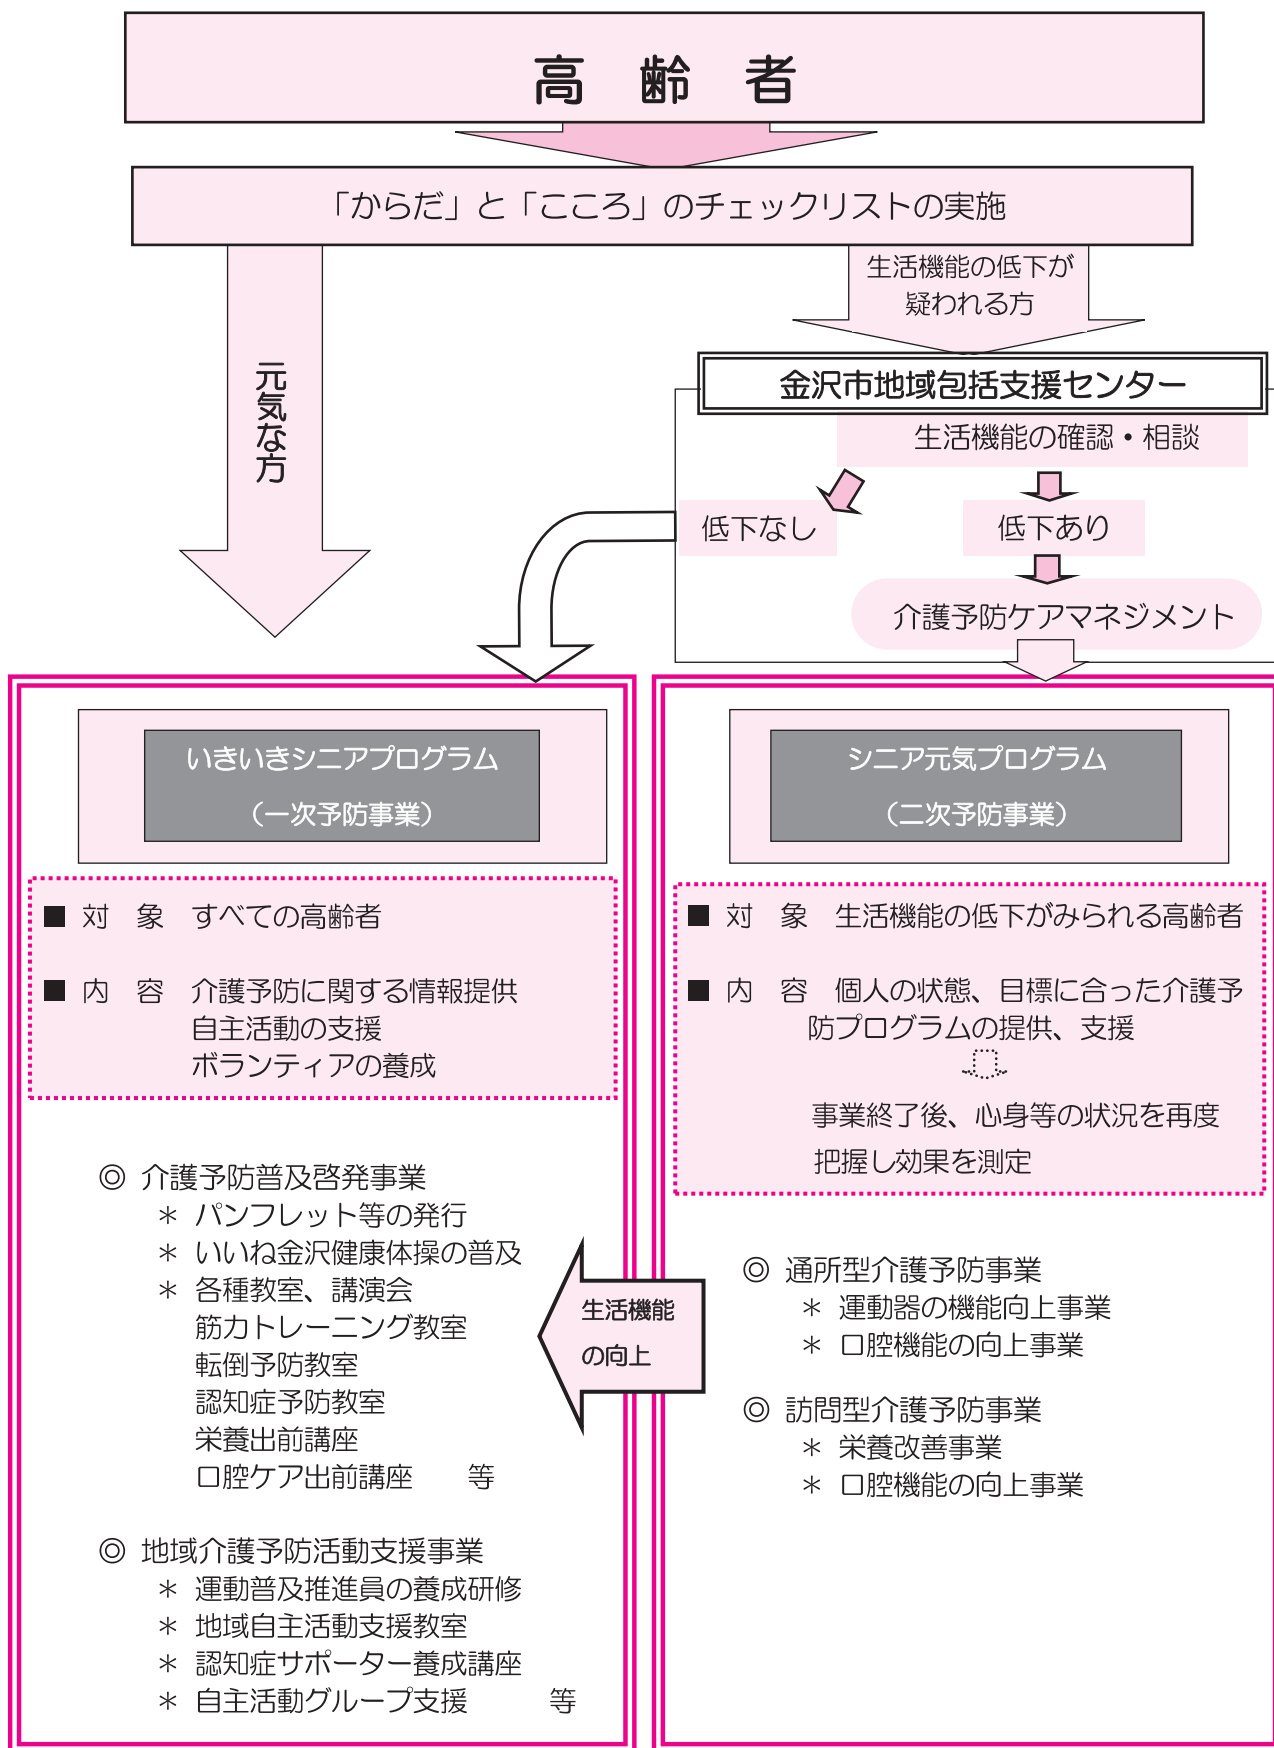 高　齢　者
「からだ」と「こころ」のチェックリストの実施
元気な方
生活機能の低下が
疑われる方
金沢市地域包括支援センター
生活機能の確認・相談
低下なし
低下あり
介護予防ケアマネジメント
いきいきシニアプログラム
（一次予防事業）
■ 対　象　すべての高齢者
■ 内　容　介護予防に関する情報提供
自主活動の支援
ボランティアの養成
◎ 介護予防普及啓発事業
＊ パンフレット等の発行
＊ いいね金沢健康体操の普及
＊ 各種教室、講演会
筋力トレーニング教室
転倒予防教室
認知症予防教室
栄養出前講座
口腔ケア出前講座　　等
◎ 地域介護予防活動支援事業
＊ 運動普及推進員の養成研修
＊ 地域自主活動支援教室
＊ 認知症サポーター養成講座
＊ 自主活動グループ支援　　　等
生活機能
の向上
シニア元気プログラム
（二次予防事業）
■ 対　象　生活機能の低下がみられる高齢者
■ 内　容　個人の状態、目標に合った介護予
防プログラムの提供、支援
事業終了後、心身等の状況を再度
把握し効果を測定
◎ 通所型介護予防事業
＊ 運動器の機能向上事業
＊ 口腔機能の向上事業
◎ 訪問型介護予防事業
＊ 栄養改善事業
＊ 口腔機能の向上事業